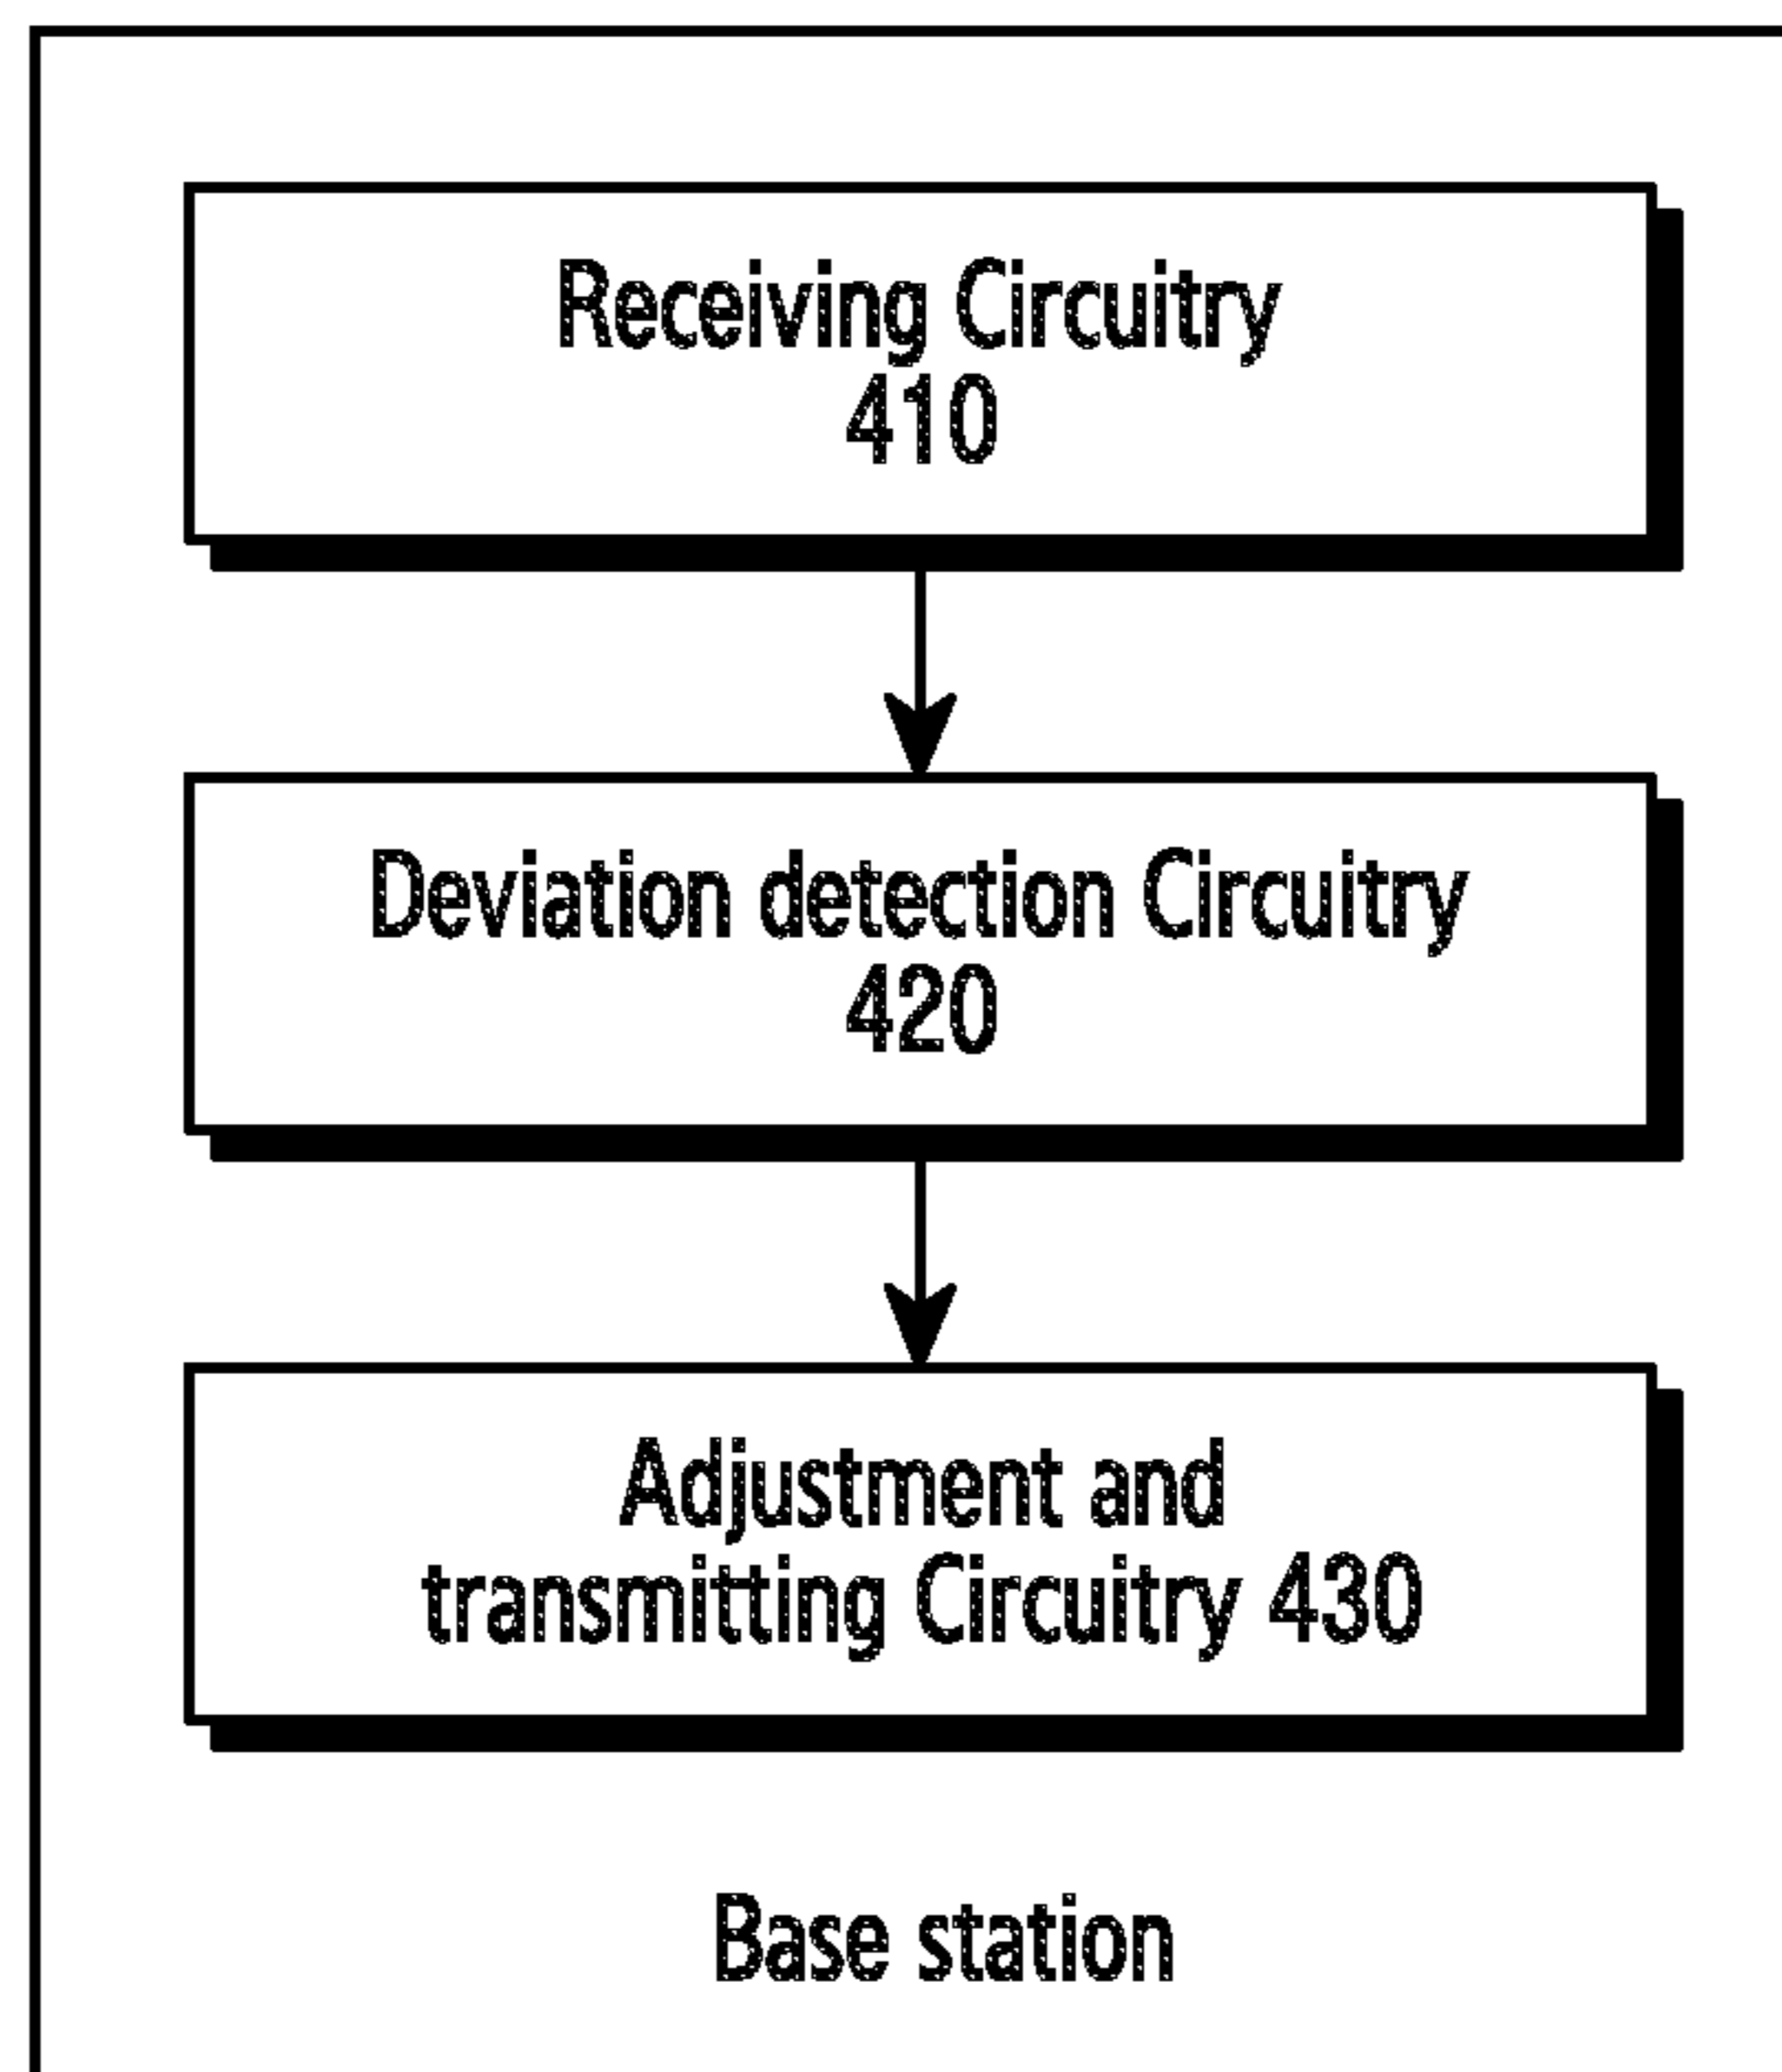 Receiving Circuitry
410
Deviation detection Circuitry
420
Adjustment and
transmitting Circuitry 430
Base station